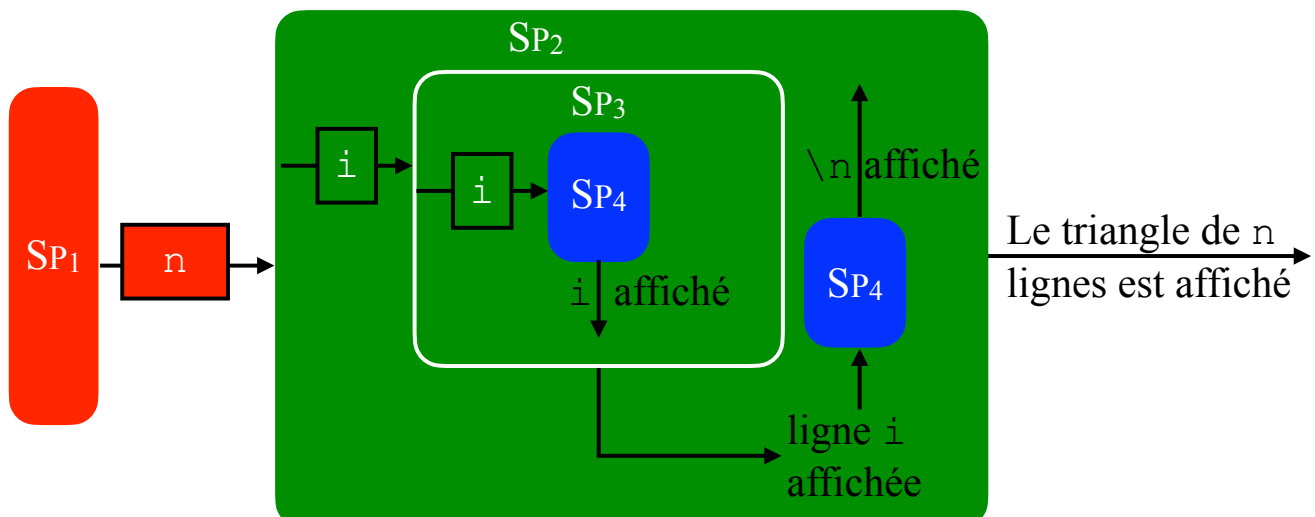 SP1
n
SP2
i
SP3
i
SP4
i affiché
\n affiché
SP4
ligne i
affichée
Le triangle de n
lignes est affiché